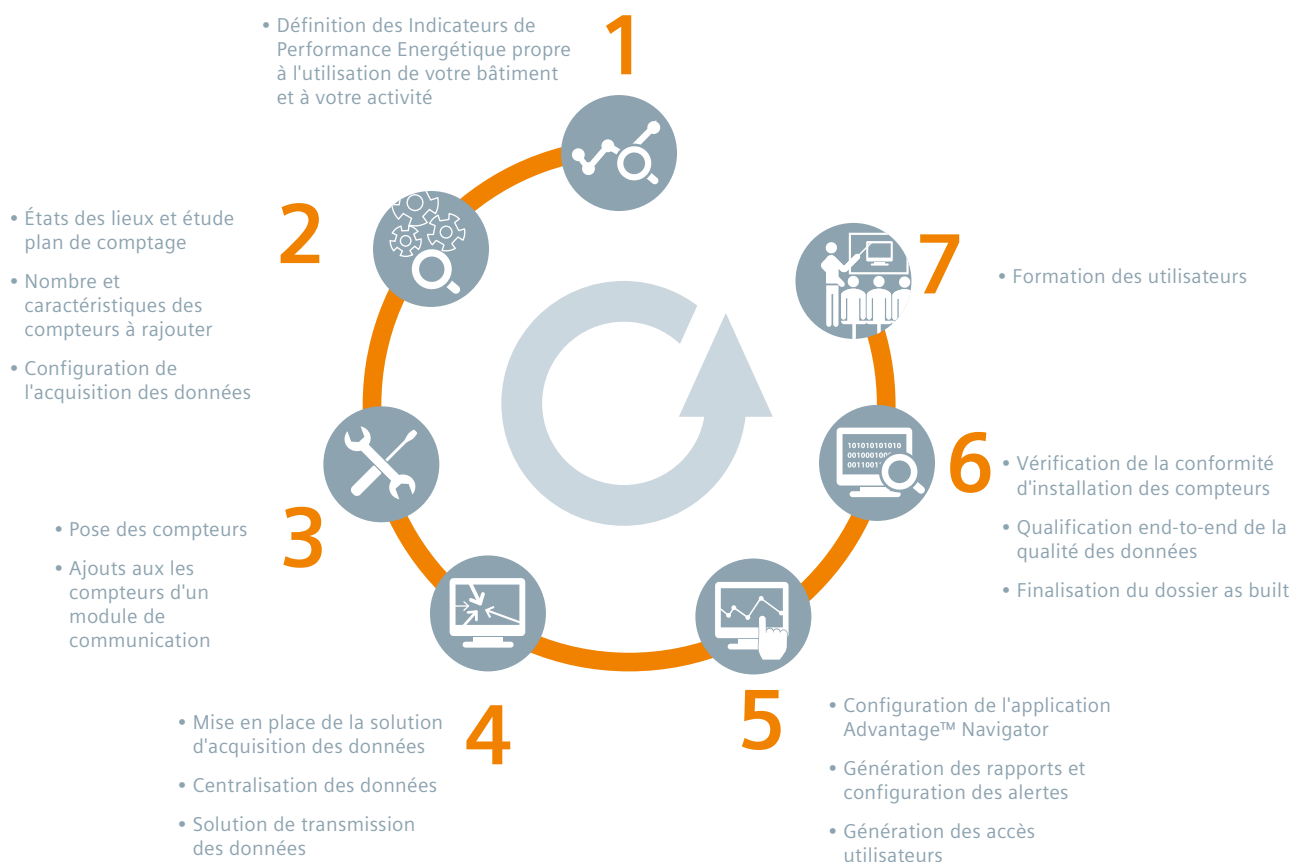 1
• Définition des Indicateurs de
Performance Energétique propre
à l'utilisation de votre bâtiment
et à votre activité
2
• États des lieux et étude
plan de comptage
• Nombre et
caractéristiques des
compteurs à rajouter
• Configuration de
l'acquisition des données
3
• Pose des compteurs
• Ajouts aux les
compteurs d'un
module de
communication
4
• Mise en place de la solution
d'acquisition des données
• Centralisation des données
• Solution de transmission
des données
5
• Configuration de l'application
Advantage™ Navigator
• Génération des rapports et
configuration des alertes
• Génération des accès
utilisateurs
6
101010101010
• Vérification de la conformité
d'installation des compteurs
• Qualification end-to-end de la
qualité des données
• Finalisation du dossier as built
7
• Formation des utilisateurs